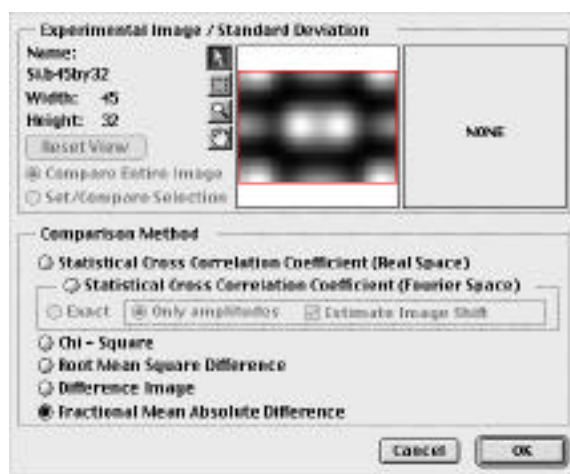 Experimental Image / Standard Deviation
Name:
Si.b45by32
Width: 45
Height: 32
Reset View
Compare Entire Image
Set/Compare Selection
NONE
Comparison Method
Statistical Cross Correlation Coefficient (Real Space)
Statistical Cross Correlation Coefficient (Fourier Space)
Exact Only amplitudes Estimate Image Shift
Chi - Square
Root Mean Square Difference
Difference Image
Fractional Mean Absolute Difference
Cancel OK